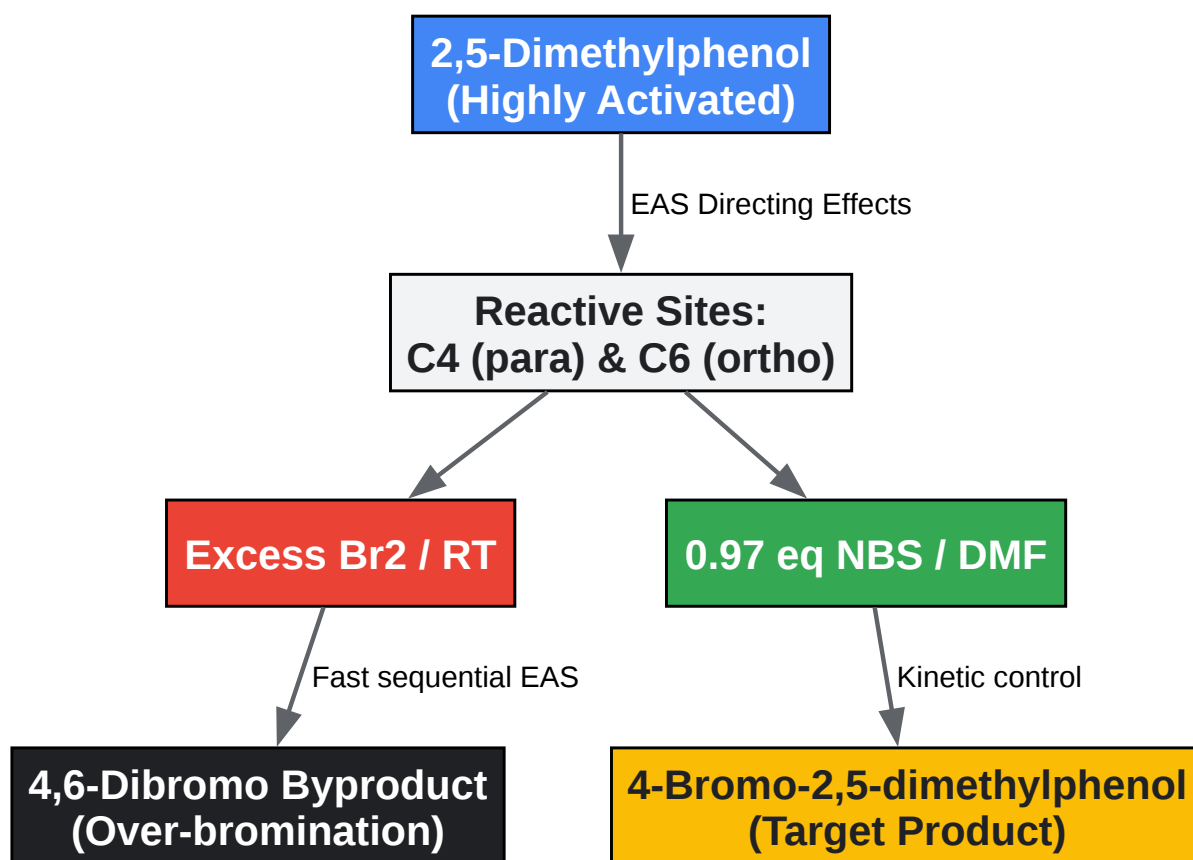 2,5-Dimethylphenol
(Highly Activated)
EAS Directing Effects
Reactive Sites:
C4 (para) & C6 (ortho)
Excess Br2 / RT
0.97 eq NBS / DMF
Fast sequential EAS
Kinetic control
4,6-Dibromo Byproduct
(Over-bromination)
4-Bromo-2,5-dimethylphenol
(Target Product)